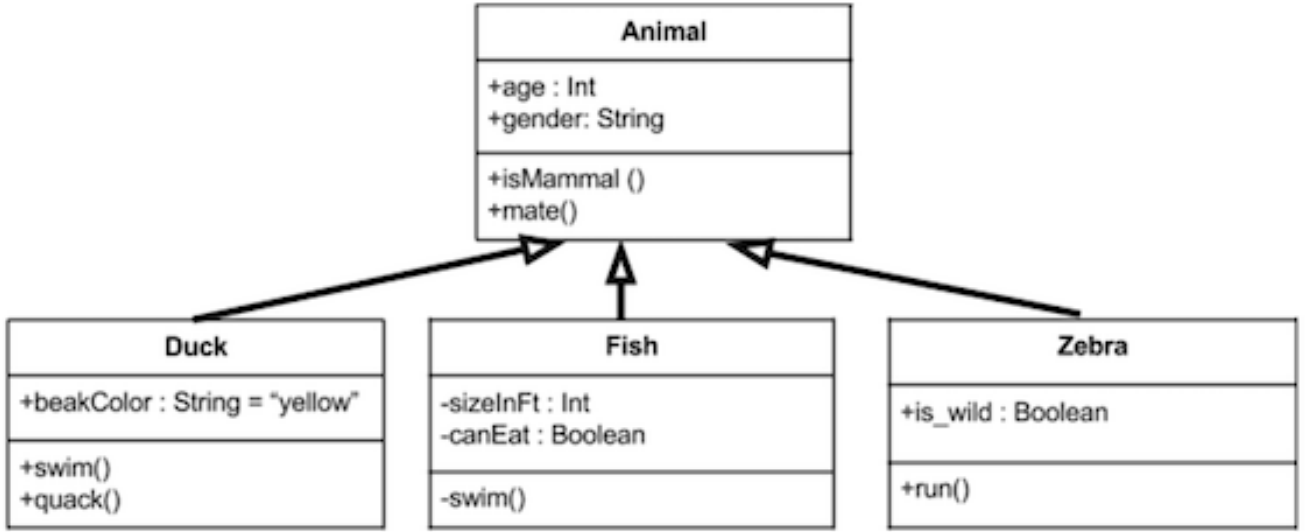 Animal
+age : Int
+gender: String
+isMammal ()
+mate()
Duck
+beakColor : String = “yellow”
+swim()
+quack()
Fish
-sizeInFt : Int
-canEat : Boolean
-swim()
Zebra
+is_wild : Boolean
+run()